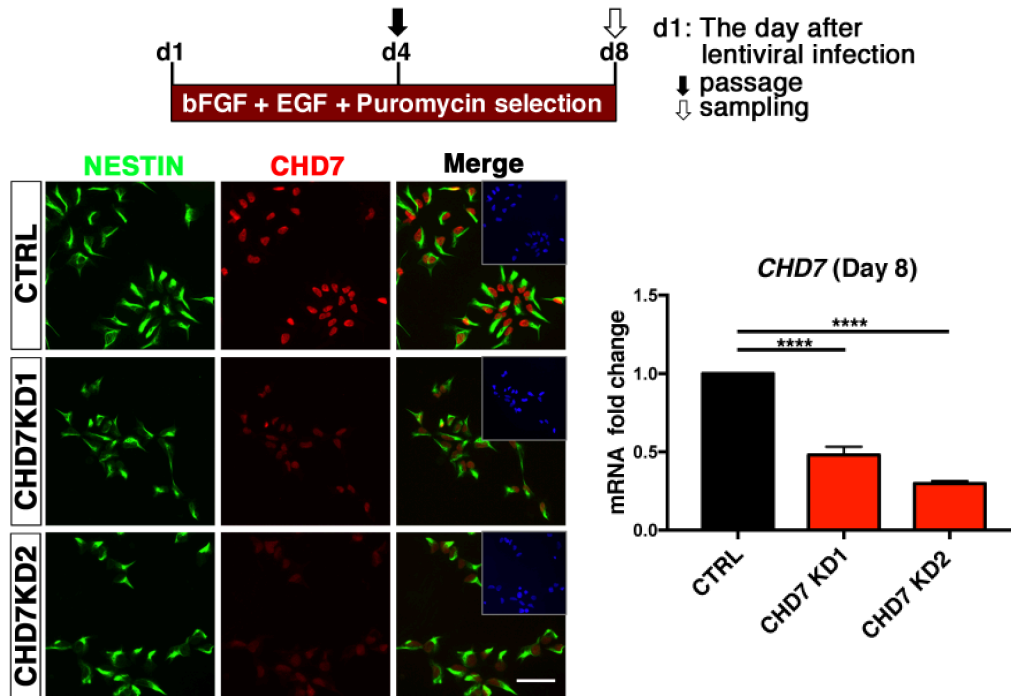 d1
d4
d8
d1: The day after
lentiviral infection
passage
sampling
bFGF + EGF + Puromycin selection
NESTIN
CHD7
Merge
CTRL
CHD7KD1
CHD7KD2
CHD7 (Day 8)
mRNA fold change
1.5
1.0
0.5
0.0
****
****
CTRL
CHD7 KD1
CHD7 KD2